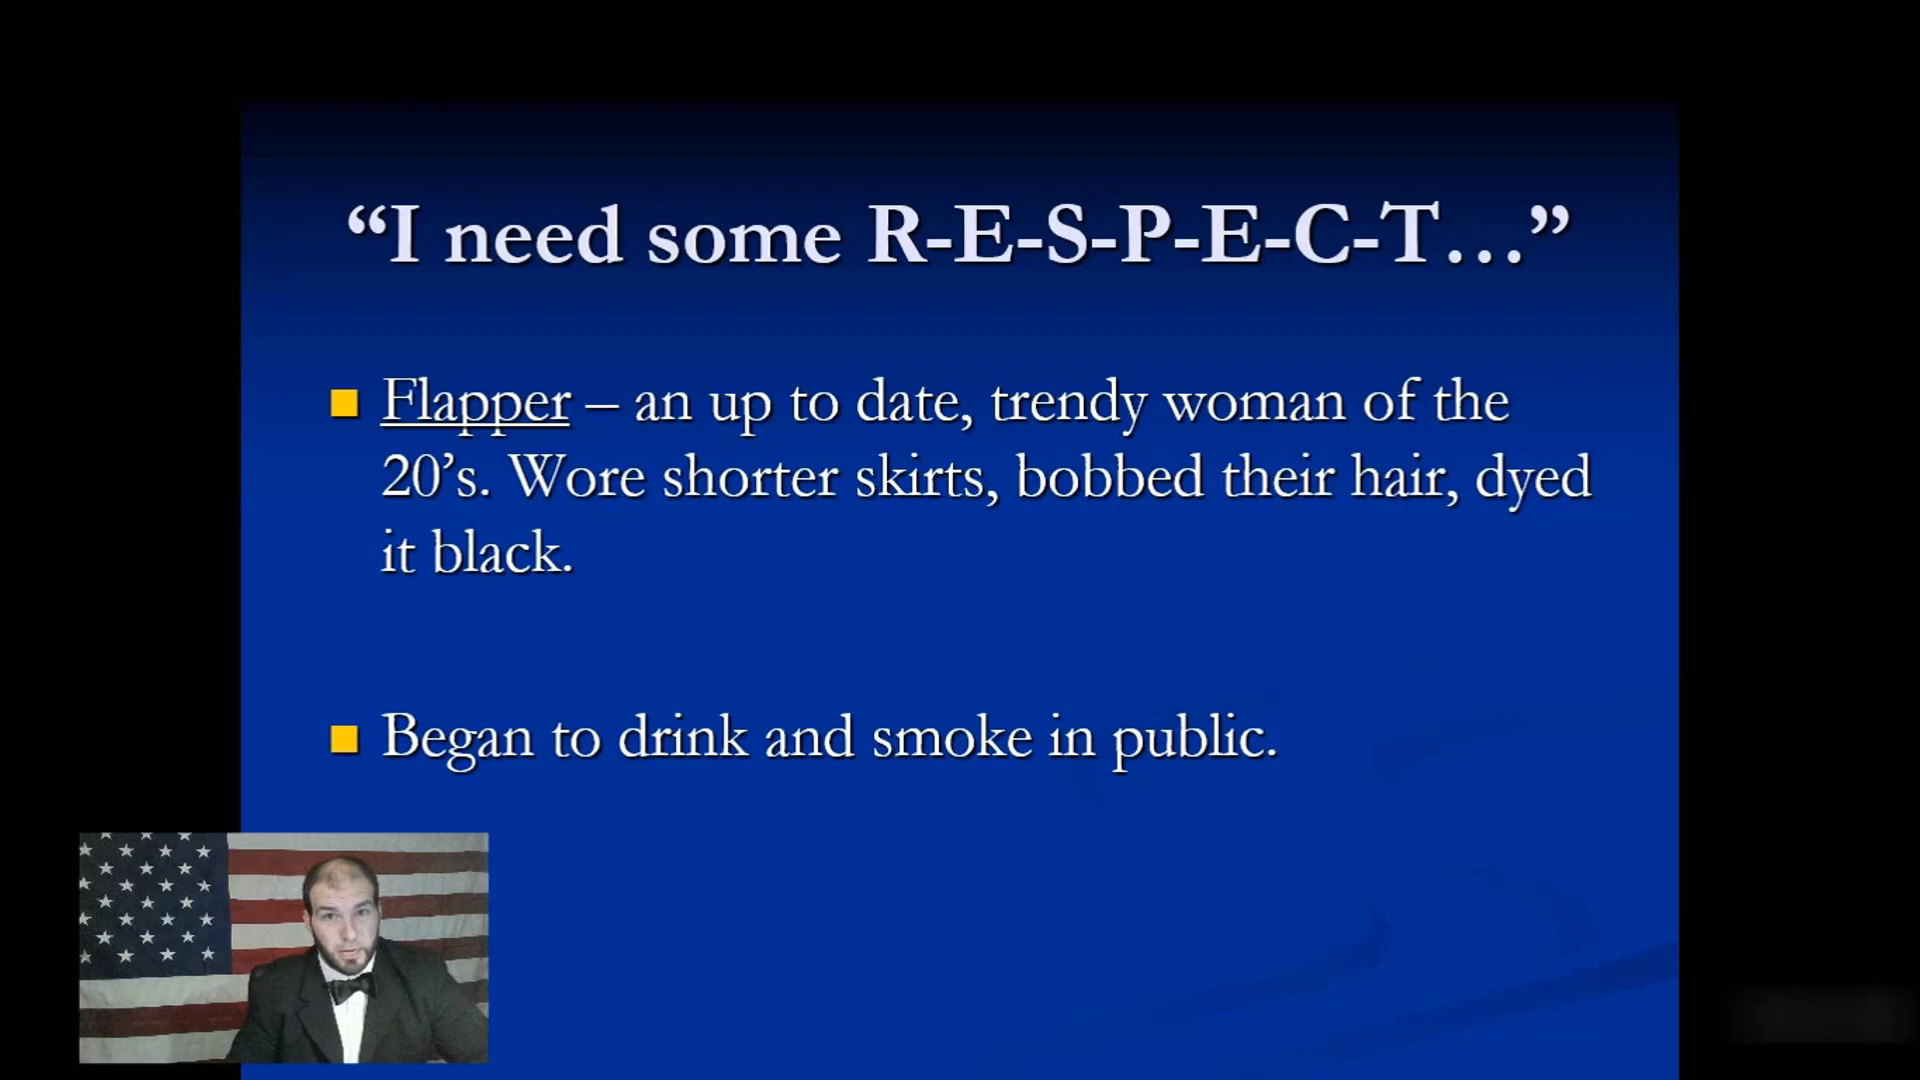 “I need some R-E-S-P-E-C-T…”
Flapper – an up to date, trendy woman of the
20’s. Wore shorter skirts, bobbed their hair, dyed
it black.
Began to drink and smoke in public.